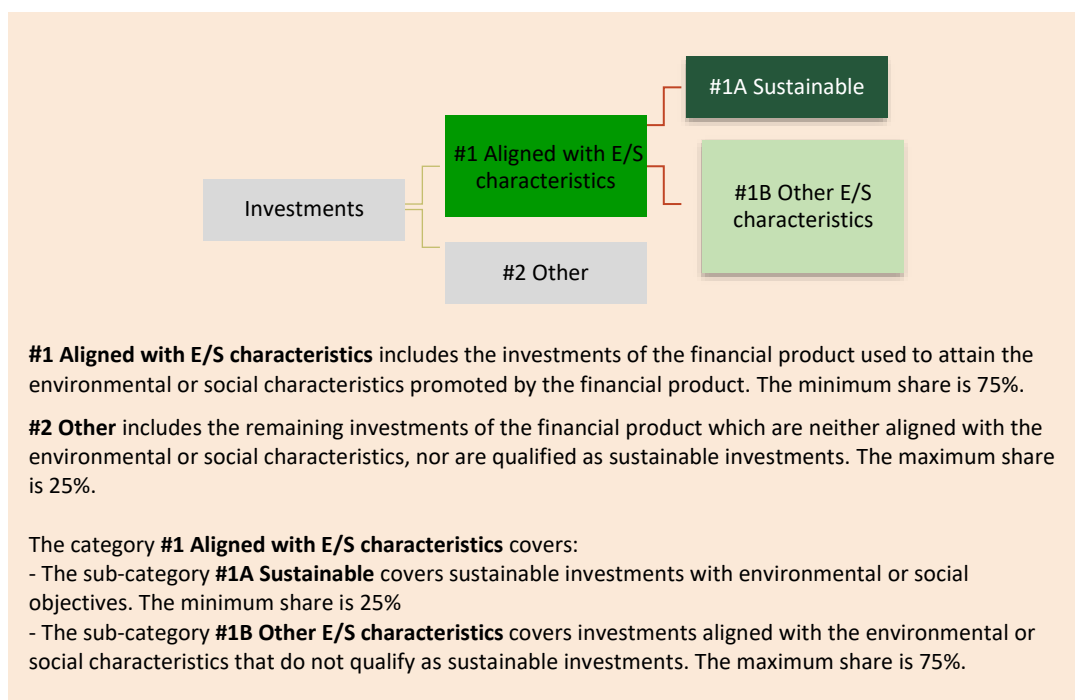 #1A Sustainable
#1 Aligned with E/S
characteristics
#1B Other E/S
characteristics
Investments
#2 Other
#1 Aligned with E/S characteristics includes the investments of the financial product used to attain the
environmental or social characteristics promoted by the financial product. The minimum share is 75%.
#2 Other includes the remaining investments of the financial product which are neither aligned with the
environmental or social characteristics, nor are qualified as sustainable investments. The maximum share
is 25%.
The category #1 Aligned with E/S characteristics covers:
- The sub-category #1A Sustainable covers sustainable investments with environmental or social
objectives. The minimum share is 25%
- The sub-category #1B Other E/S characteristics covers investments aligned with the environmental or
social characteristics that do not qualify as sustainable investments. The maximum share is 75%.